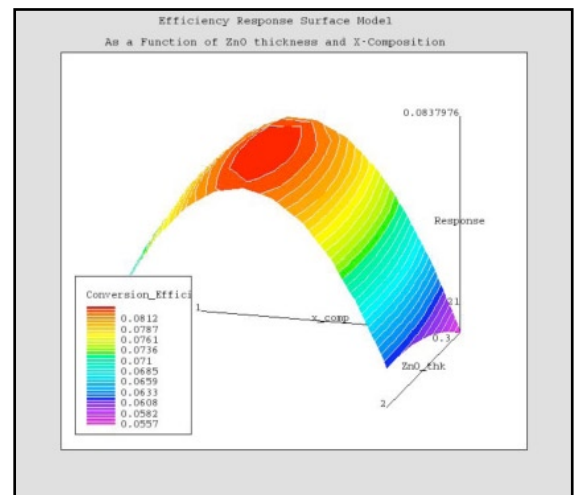 Efficiency Response Surface Model
As a Function of ZnO thickness and X-Composition
0.0837976
Response
Conversion_Effici
0.0812
0.0787
0.0761
0.0736
0.071
0.0685
0.0659
0.0633
0.0608
0.0582
0.0557
1
x_comp
0.3
ZnO_thk
2